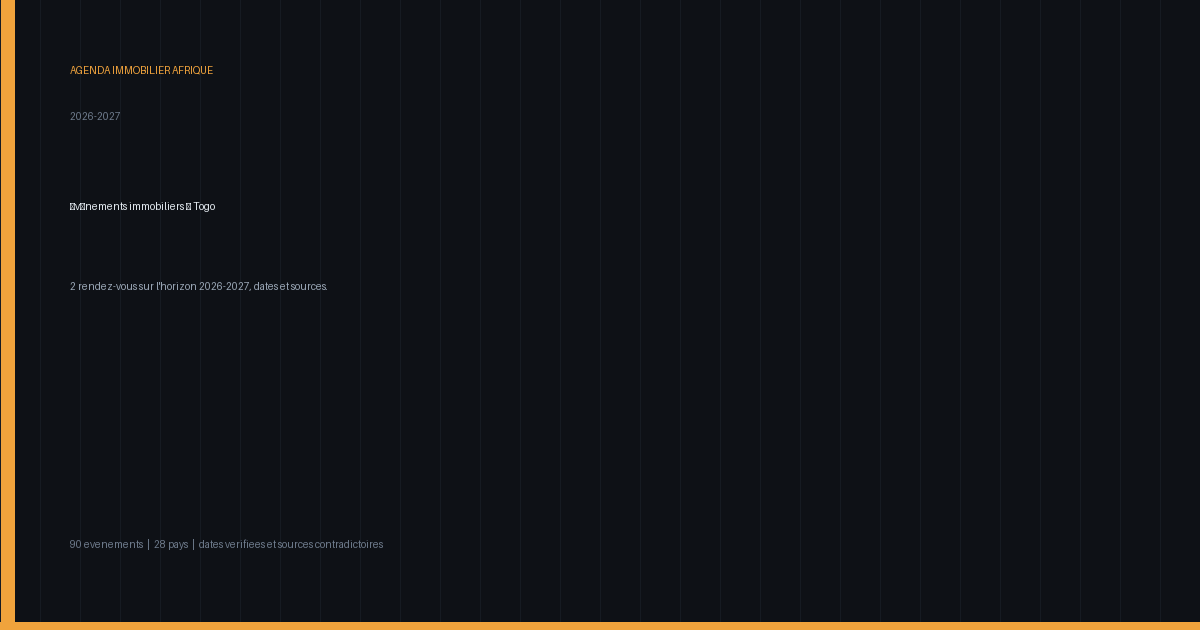 AGENDA IMMOBILIER AFRIQUE
2026-2027
▯v▯nements immobiliers ▯ Togo
2 rendez-vous sur l'horizon 2026-2027, dates et sources.
90 evenements | 28 pays | dates verifiees et sources contradictoires